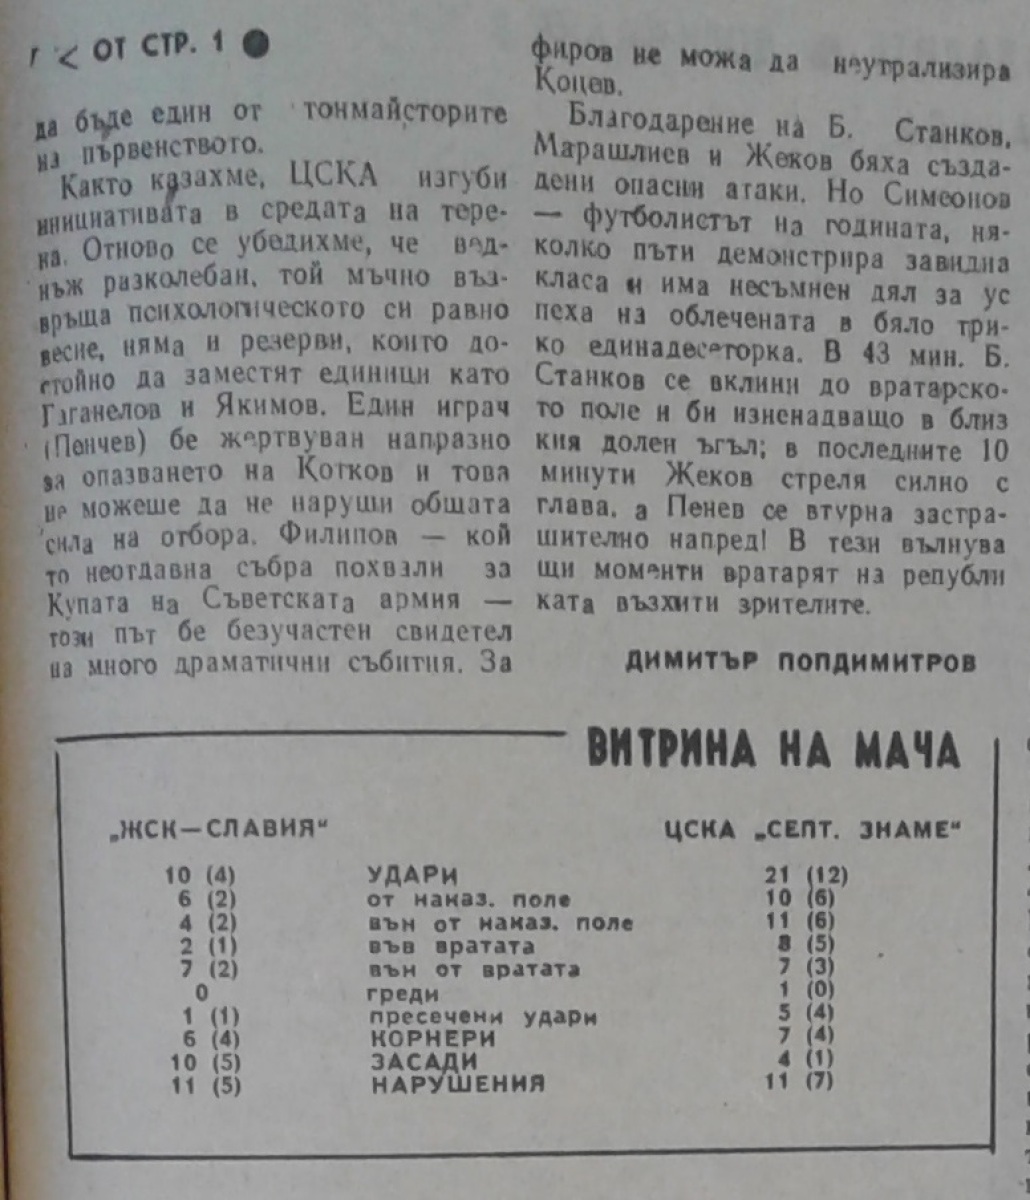 ОТ СТР. 1 ●
да бъде един от тонмайсторите
на първенството.
Както казахме, ЦСКА изгуби
инициативата в средата на тере-
на. Отново се убедихме, че вед-
нъж разколебан, той мъчно въз-
връща психологическото си равно
весие, няма и резерви, които до-
стойно да заместят единици като
Гаганелов и Якимов. Един играч
(Пенчев) бе жертвуван напразно
за опазването на Котков и това
не можеше да не наруши общата
сила на отбора. Филипов — кой
то неотдавна събра похвали за
Купата на Съветската армия —
този път бе безучастен свидетел
на много драматични събития. За
фиров не можа да неутрализира
Коцев.
Благодарение на Б. Станков,
Марашлиев и Жеков бяха създа-
дени опасни атаки. Но Симеонов
— футболистът на годината, ня-
колко пъти демонстрира завидна
класа и има несъмнен дял за ус
пеха на облечената в бяло три-
ко единадесеторка. В 43 мин. Б.
Станков се вклини до вратарско-
то поле и би изненадващо в близ
кия долен ъгъл; в последните 10
минути Жеков стреля силно с
глава, а Пенев се втурна застра-
шително напред! В тези вълнува
щи моменти вратарят на републи
ката възхити зрителите.
ДИМИТЪР ПОПДИМИТРОВ
ВИТРИНА НА МАЧА
„ЖСК—СЛАВИЯ“ ЦСКА „СЕПТ. ЗНАМЕ“
10 (4) УДАРИ 21 (12)
6 (2) от наказ. поле 10 (6)
4 (2) вън от наказ. поле 11 (6)
2 (1) във вратата 8 (5)
7 (2) вън от вратата 7 (3)
0 греди 1 (0)
1 (1) пресечени удари 5 (4)
6 (4) КОРНЕРИ 7 (4)
10 (5) ЗАСАДИ 4 (1)
11 (5) НАРУШЕНИЯ 11 (7)